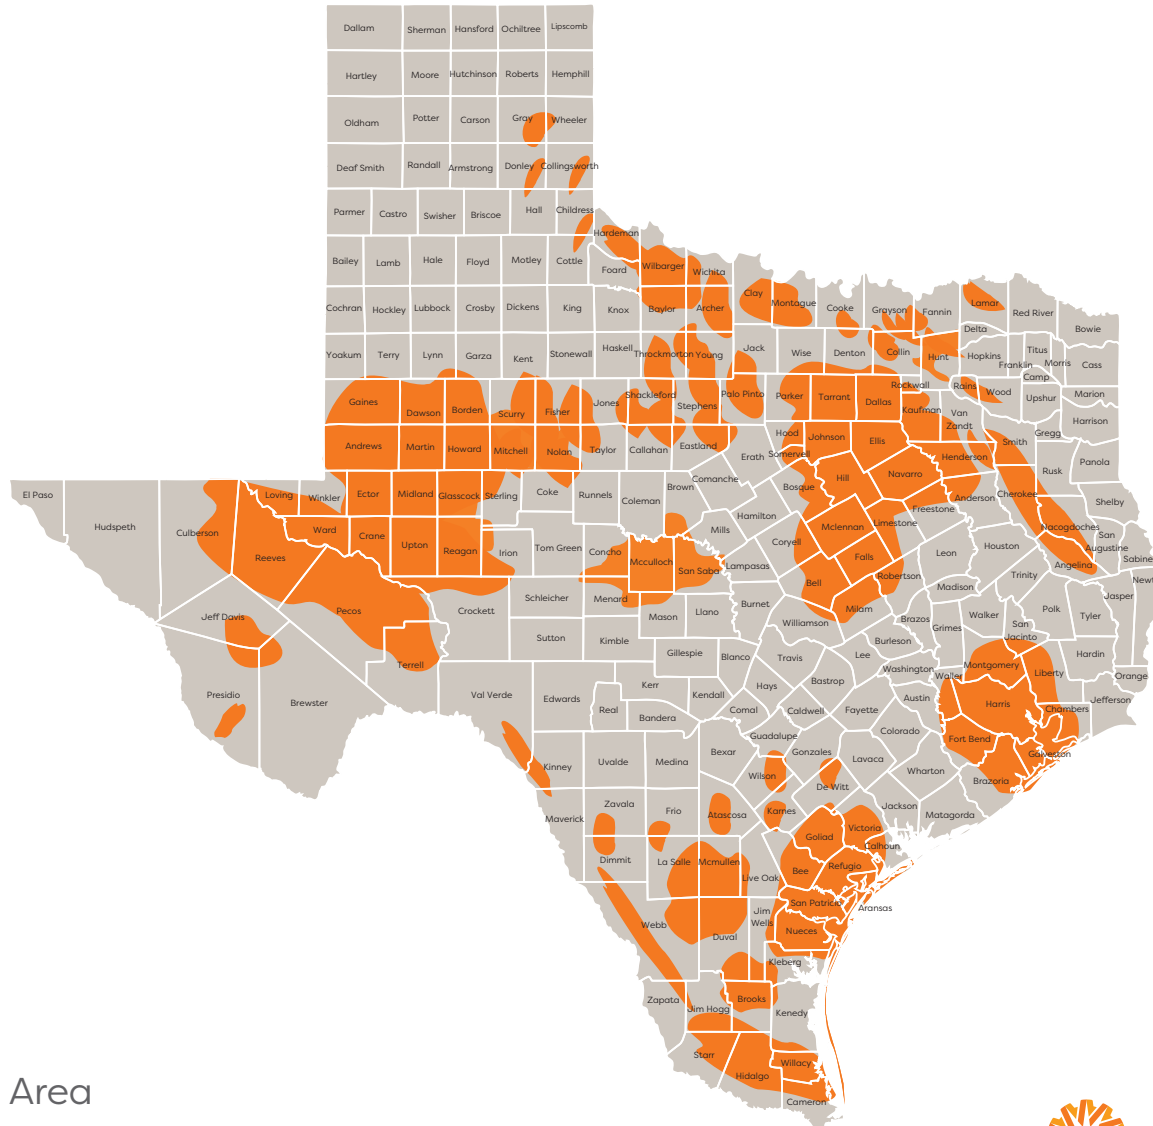 Dallam Sherman Hansford Ochiltree Lipscomb
Hartley Moore Hutchinson Roberts Hemphill
Oldham Potter Carson Gray Wheeler
Deaf Smith Randall Armstrong Donley Collingsworth
Parmer Castro Swisher Briscoe Hall Childress
Hardeman
Bailey Lamb Hale Floyd Motley Cottle Foard Wilbarger Wichita
Cochran Hockley Lubbock Crosby Dickens King Knox Baylor Archer Clay Montague Cooke Grayson Fannin Lamar Red River Bowie
Delta
Yoakum Terry Lynn Garza Kent Stonewall Haskell Throckmorton Young Jack Wise Denton Collin Hunt Hopkins Franklin Titus Morris Cass
Camp
Gaines Dawson Borden Scurry Fisher Jones Shackleford Stephens Palo Pinto Parker Tarrant Dallas Rockwall Kaufman Rains Wood Upshur Marion
Van
Zandt
Harrison
Gregg
Andrews Martin Howard Mitchell Nolan Taylor Callahan Eastland Erath Hood Somervell Johnson Ellis Henderson Smith Rusk Panola
El Paso Hudspeth Culberson Loving Winkler Ector Midland Glasscock Sterling Coke Runnels Coleman Brown Comanche Bosque Hill Navarro Anderson Cherokee Shelby
Freestone
Reeves Ward Crane Upton Reagan Irion Tom Green Concho Mcculloch San Saba Mills Hamilton Coryell Mclennan Limestone Nacogdoches
San
Augustine
Sabine
Lampasas Falls Leon Houston Angelina
Jeff Davis Pecos Crockett Schleicher Menard Mason Llano Burnet Bell Milam Robertson Madison Trinity Newt
Jasper
Terrell Sutton Kimble Gillespie Blanco Williamson Travis Lee Burleson Brazos Grimes Walker Polk Tyler
San
Jacinto
Hardin
Presidio Brewster Val Verde Edwards Real Kerr Bandera Kendall Comal Hays Caldwell Bastrop Fayette Washington Austin Waller Montgomery Liberty Orange
Harris Chambers Jefferson
Kinney Uvalde Medina Bexar Guadalupe Gonzales Lavaca Colorado Fort Bend Galveston
Wilson De Witt Wharton Brazoria
Maverick Zavala Frio Atascosa Karnes Goliad Victoria Jackson Matagorda
Calhoun
Dimmit La Salle Mcmullen Live Oak Bee Refugio
San Patricio Aransas
Webb Duval
Jim
Wells
Nueces
Kleberg
Zapata Jim Hogg Brooks Kenedy
Starr Hidalgo Willacy
Cameron
Area